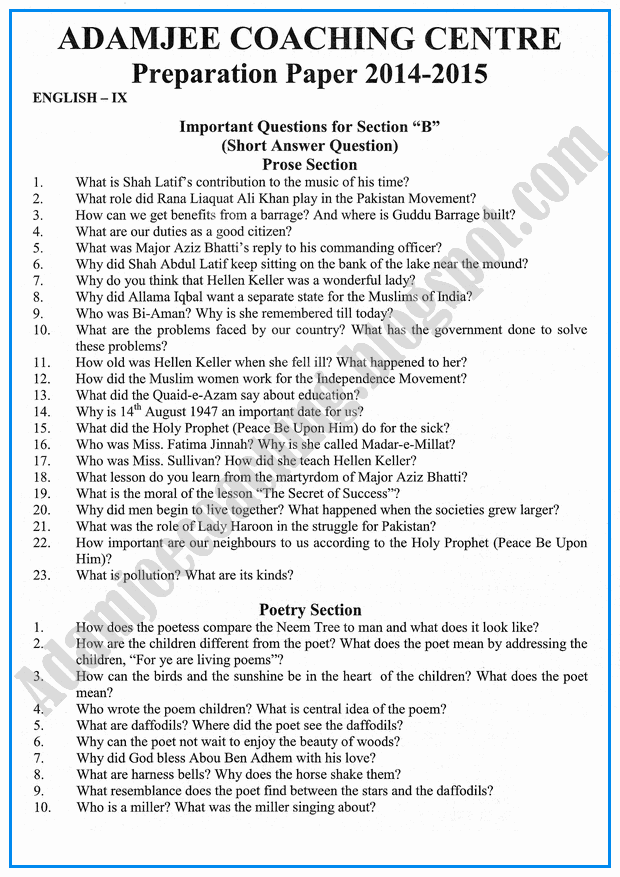 ADAMJEE COACHING CENTRE
Preparation Paper 2014-2015
ENGLISH – IX
Important Questions for Section “B”
(Short Answer Question)
Prose Section
1. What is Shah Latif’s contribution to the music of his time?
2. What role did Rana Liaquat Ali Khan play in the Pakistan Movement?
3. How can we get benefits from a barrage? And where is Guddu Barrage built?
4. What are our duties as a good citizen?
5. What was Major Aziz Bhatti’s reply to his commanding officer?
6. Why did Shah Abdul Latif keep sitting on the bank of the lake near the mound?
7. Why do you think that Hellen Keller was a wonderful lady?
8. Why did Allama Iqbal want a separate state for the Muslims of India?
9. Who was Bi-Aman? Why is she remembered till today?
10. What are the problems faced by our country? What has the government done to solve
these problems?
11. How old was Hellen Keller when she fell ill? What happened to her?
12. How did the Muslim women work for the Independence Movement?
13. What did the Quaid-e-Azam say about education?
14. Why is 14th August 1947 an important date for us?
15. What did the Holy Prophet (Peace Be Upon Him) do for the sick?
16. Who was Miss. Fatima Jinnah? Why is she called Madar-e-Millat?
17. Who was Miss. Sullivan? How did she teach Hellen Keller?
18. What lesson do you learn from the martyrdom of Major Aziz Bhatti?
19. What is the moral of the lesson “The Secret of Success”?
20. Why did men begin to live together? What happened when the societies grew larger?
21. What was the role of Lady Haroon in the struggle for Pakistan?
22. How important are our neighbours to us according to the Holy Prophet (Peace Be Upon
Him)?
23. What is pollution? What are its kinds?
Poetry Section
1. How does the poetess compare the Neem Tree to man and what does it look like?
2. How are the children different from the poet? What does the poet mean by addressing the
children, “For ye are living poems”?
3. How can the birds and the sunshine be in the heart of the children? What does the poet
mean?
4. Who wrote the poem children? What is central idea of the poem?
5. What are daffodils? Where did the poet see the daffodils?
6. Why can the poet not wait to enjoy the beauty of woods?
7. Why did God bless Abou Ben Adhem with his love?
8. What are harness bells? Why does the horse shake them?
9. What resemblance does the poet find between the stars and the daffodils?
10. Who is a miller? What was the miller singing about?
Adamjeecoaching.blogspot.com